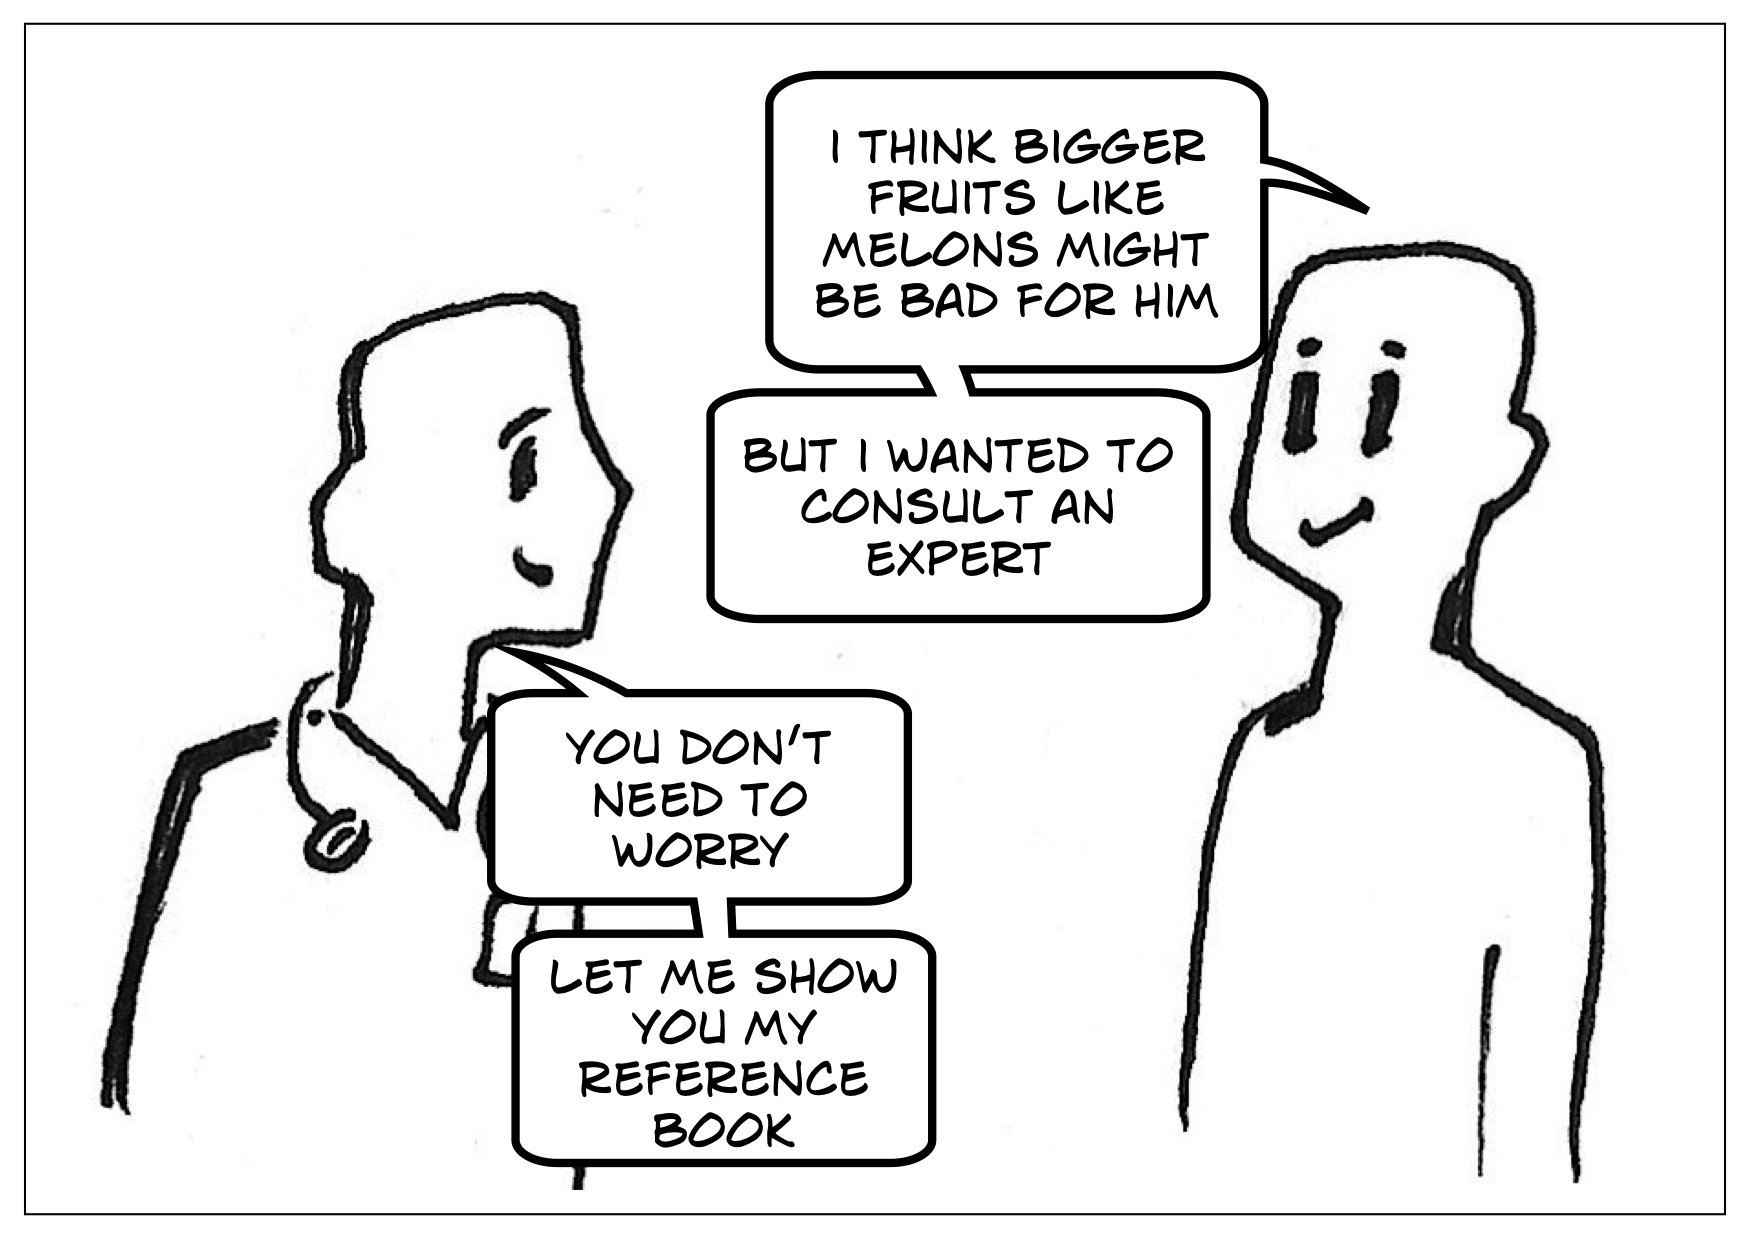 I THINK BIGGER
FRUITS LIKE
MELONS MIGHT
BE BAD FOR HIM
BUT I WANTED TO
CONSULT AN
EXPERT
YOU DON'T
NEED TO
WORRY
LET ME SHOW
YOU MY
REFERENCE
BOOK